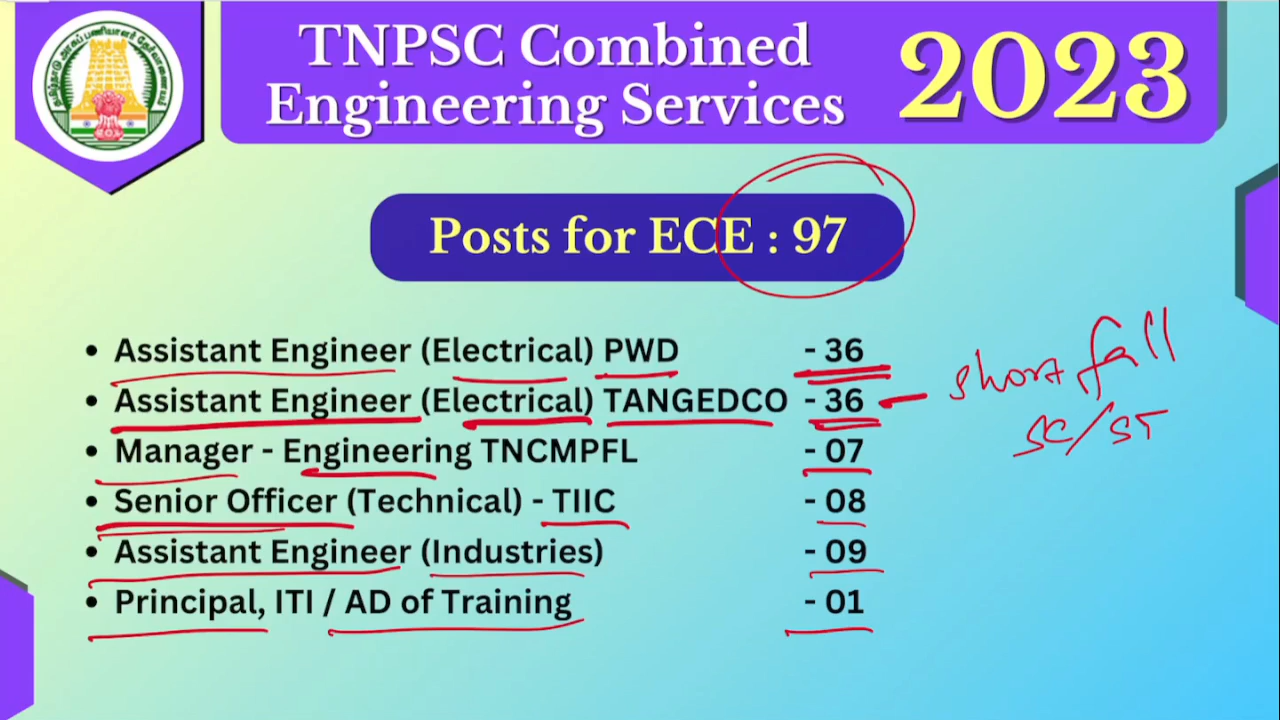 TNPSC Combined
Engineering Services
2023
Posts for ECE : 97
• Assistant Engineer (Electrical) PWD - 36
• Assistant Engineer (Electrical) TANGEDCO - 36
short fall
SC/ST
• Manager - Engineering TNCMPFL - 07
• Senior Officer (Technical) - TIIC - 08
• Assistant Engineer (Industries) - 09
• Principal, ITI / AD of Training - 01